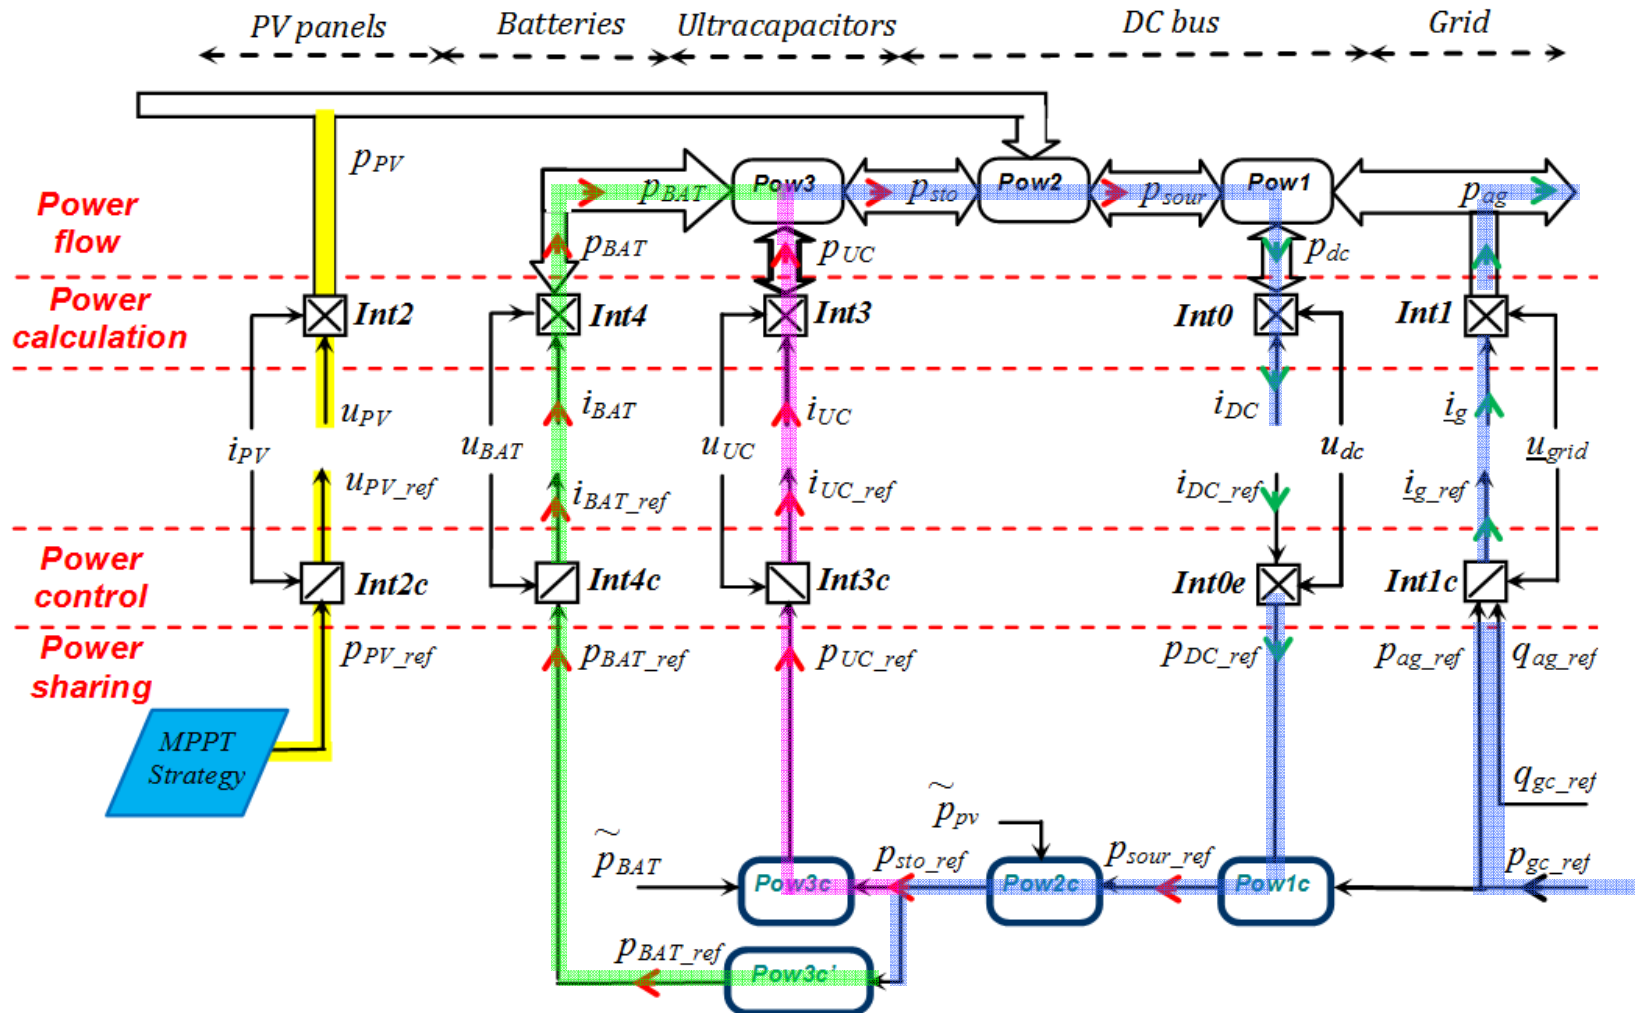 PV panels Batteries Ultracapacitors DC bus Grid
p_PV
Power
flow
p_BAT Pow3 p_sto Pow2 p_sour Pow1 p_ag
p_BAT p_UC p_dc
Power
calculation
Int2 Int4 Int3 Int0 Int1
u_PV i_BAT i_UC i_DC i_g
i_PV u_BAT u_UC u_dc u_grid
u_PV_ref i_BAT_ref i_UC_ref i_DC_ref i_g_ref
Power
control
Int2c Int4c Int3c Int0e Int1c
Power
sharing
p_PV_ref p_BAT_ref p_UC_ref p_DC_ref p_ag_ref q_ag_ref
MPPT
Strategy
q_gc_ref
~p_pv
~p_BAT p_sto_ref p_sour_ref p_gc_ref
Pow3c Pow2c Pow1c
p_BAT_ref
Pow3c'